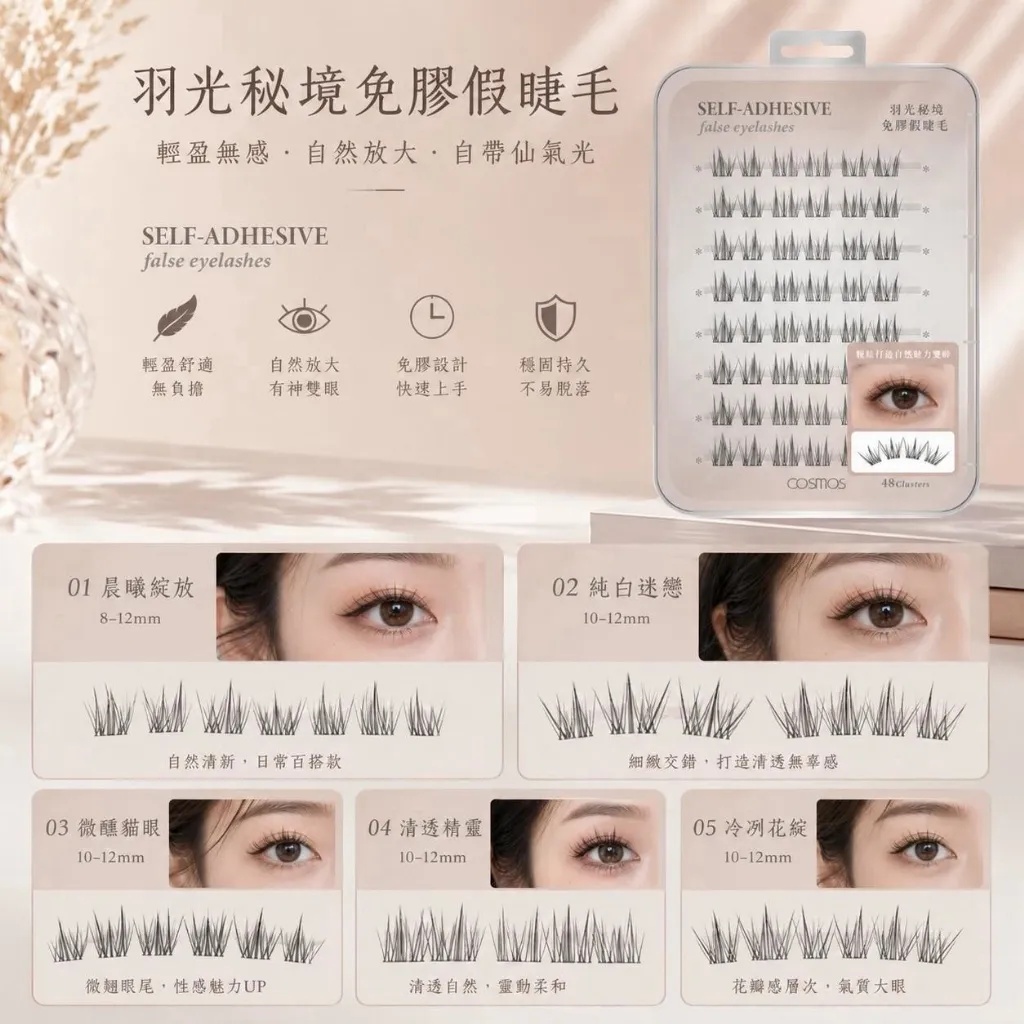 羽光秘境免膠假睫毛
輕盈無感・自然放大・自帶仙氣光
SELF-ADHESIVE
false eyelashes
輕盈舒適
無負擔
自然放大
有神雙眼
免膠設計
快速上手
穩固持久
不易脫落
SELF-ADHESIVE
false eyelashes
羽光秘境
免膠假睫毛
打造自然魅力雙眸
COSMOS
48Clusters
01 晨曦綻放
8-12mm
自然清新,日常百搭款
02 純白迷戀
10-12mm
細緻交錯,打造清透無辜感
03 微醺貓眼
10-12mm
微翹眼尾,性感魅力UP
04 清透精靈
10-12mm
清透自然,靈動柔和
05 冷冽花綻
10-12mm
花瓣感層次,氣質大眼